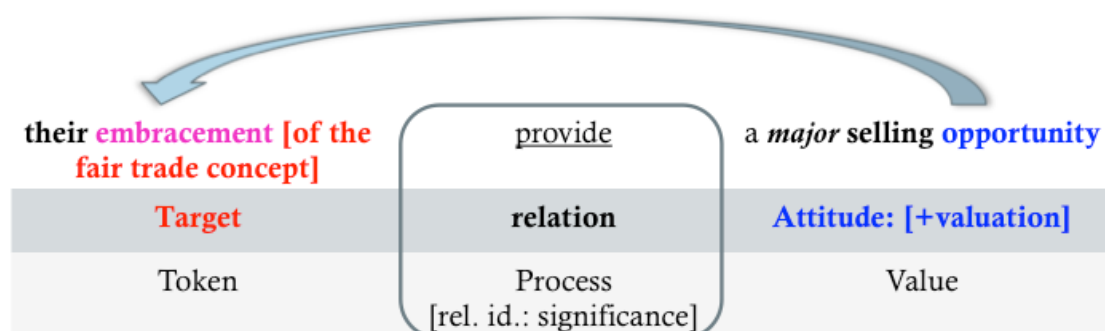 their embracement [of the provide a major selling opportunity
fair trade concept]
Target relation Attitude: [+valuation]
Token Process Value
[rel. id.: significance]